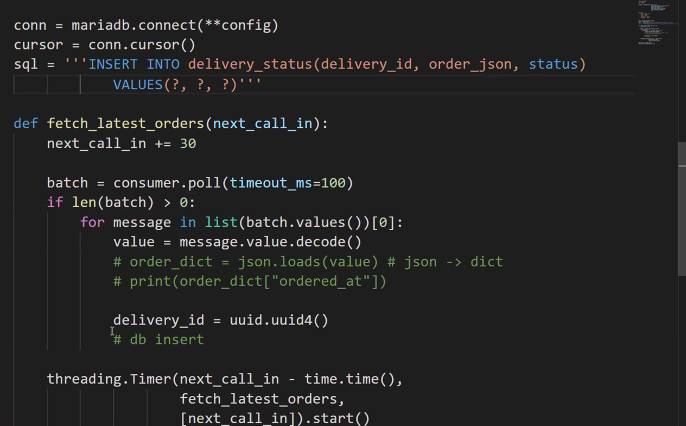 conn = mariadb.connect(**config)
cursor = conn.cursor()
sql = '''INSERT INTO delivery_status(delivery_id, order_json, status)
            VALUES(?, ?, ?)'''

def fetch_latest_orders(next_call_in):
    next_call_in += 30

    batch = consumer.poll(timeout_ms=100)
    if len(batch) > 0:
        for message in list(batch.values())[0]:
            value = message.value.decode()
            # order_dict = json.loads(value) # json -> dict
            # print(order_dict["ordered_at"])

            delivery_id = uuid.uuid4()
            # db insert

    threading.Timer(next_call_in - time.time(),
                    fetch_latest_orders,
                    [next_call_in]).start()